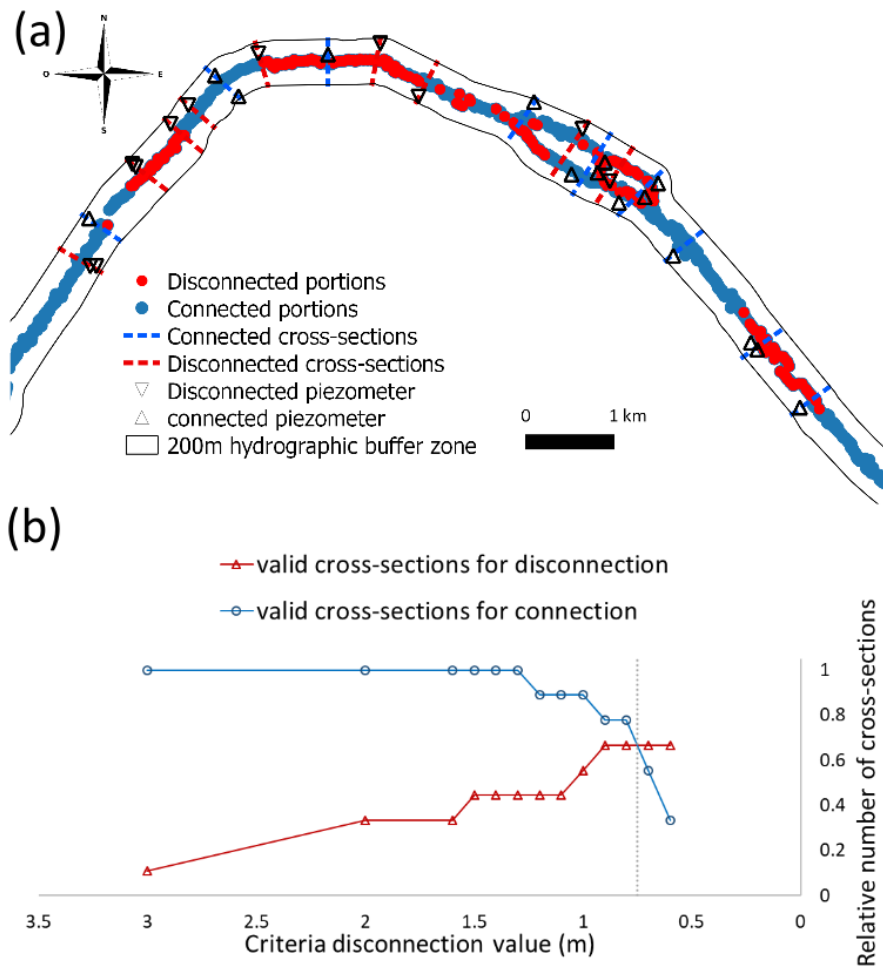 (a)
N
O
E
S
Disconnected portions
Connected portions
Connected cross-sections
Disconnected cross-sections
Disconnected piezometer
connected piezometer
200m hydrographic buffer zone
0
1 km
(b)
valid cross-sections for disconnection
valid cross-sections for connection
1
0.8
0.6
0.4
0.2
0
Relative number of cross-sections
3.5
3
2.5
2
1.5
1
0.5
0
Criteria disconnection value (m)